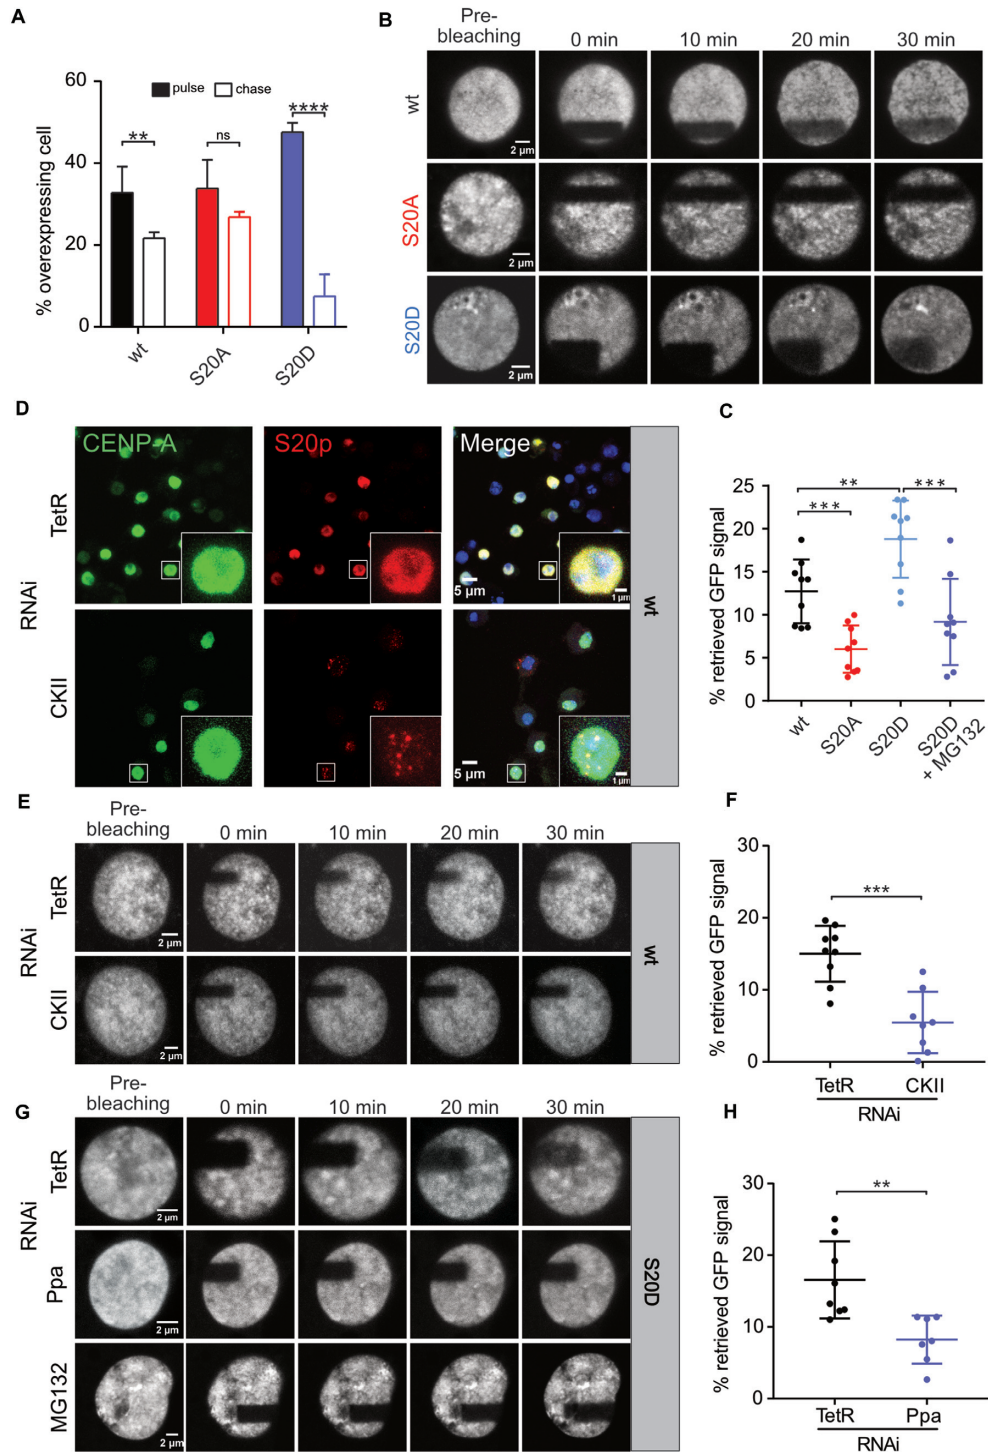 A
60
40
20
0
% overexpressing cell
pulse
chase
**
ns
****
wt
S20A
S20D
B
Pre-
bleaching
0 min
10 min
20 min
30 min
wt
S20A
S20D
2 µm
2 µm
2 µm
D
CENP-A
S20p
Merge
RNAi
TetR
CKII
5 µm
1 µm
5 µm
1 µm
wt
C
25
20
15
10
5
0
% retrieved GFP signal
**
***
***
wt
S20A
S20D
S20D
+ MG132
E
Pre-
bleaching
0 min
10 min
20 min
30 min
RNAi
TetR
CKII
2 µm
2 µm
wt
F
30
20
10
0
% retrieved GFP signal
***
TetR
CKII
RNAi
G
Pre-
bleaching
0 min
10 min
20 min
30 min
RNAi
TetR
Ppa
MG132
2 µm
2 µm
2 µm
S20D
H
30
20
10
0
% retrieved GFP signal
**
TetR
Ppa
RNAi